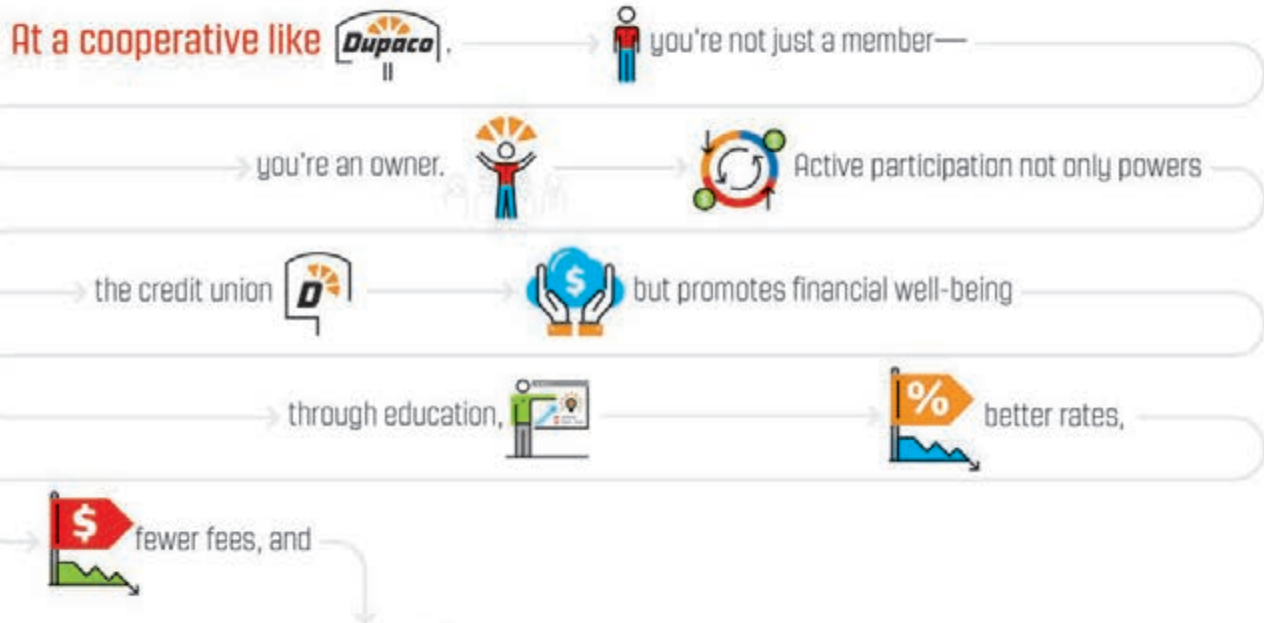 At a cooperative like Dupaco, you're not just a member—
you're an owner. Active participation not only powers
the credit union D $ but promotes financial well-being
through education, % better rates,
$ fewer fees, and